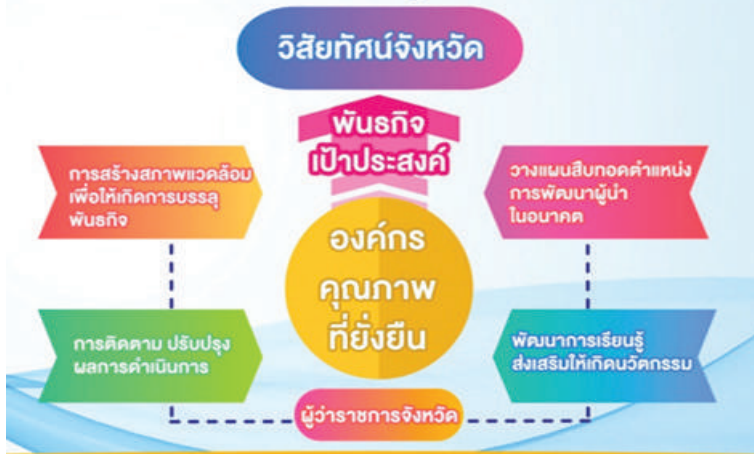 วิสัยทัศน์จังหวัด
พันธกิจ
เป้าประสงค์
การสร้างสภาพแวดล้อม
เพื่อให้เกิดการบรรลุ
พันธกิจ
วางแผนสืบทอดตำแหน่ง
การพัฒนาผู้นำ
ในอนาคต
องค์กร
คุณภาพ
ที่ยั่งยืน
การติดตาม ปรับปรุง
ผลการดำเนินการ
พัฒนาการเรียนรู้
ส่งเสริมให้เกิดนวัตกรรม
ผู้ว่าราชการจังหวัด